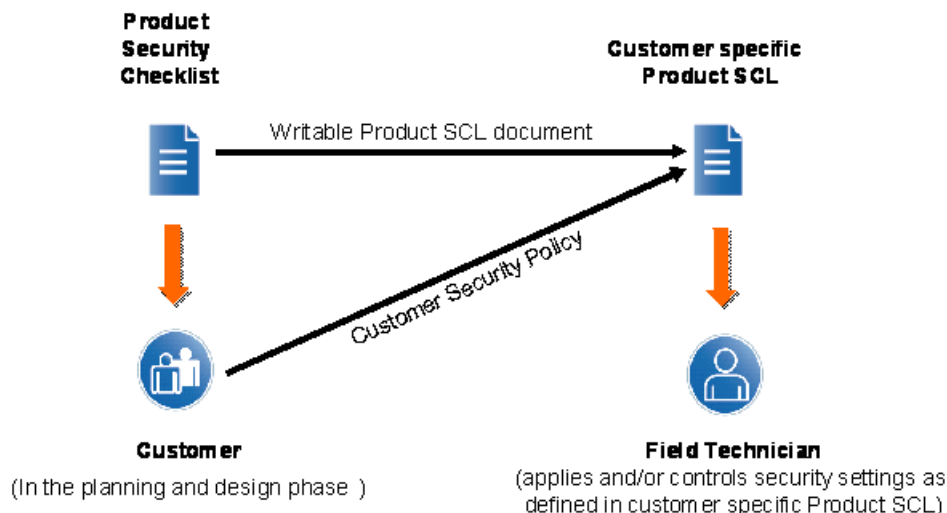 Product
Security
Checklist
Customer specific
Product SCL
Writable Product SCL document
Customer Security Policy
Customer
(In the planning and design phase )
Field Technician
(applies and/or controls security settings as
defined in customer specific Product SCL)